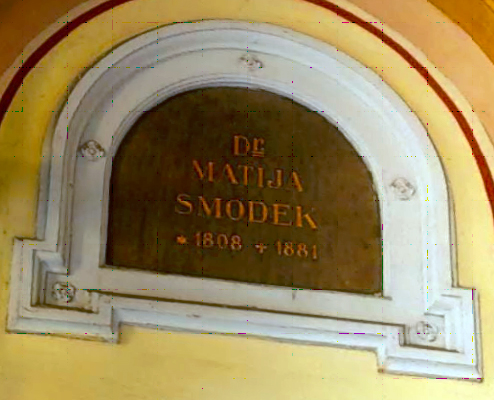 Dr
MATIJA
SMODEK
* 1808 + 1881